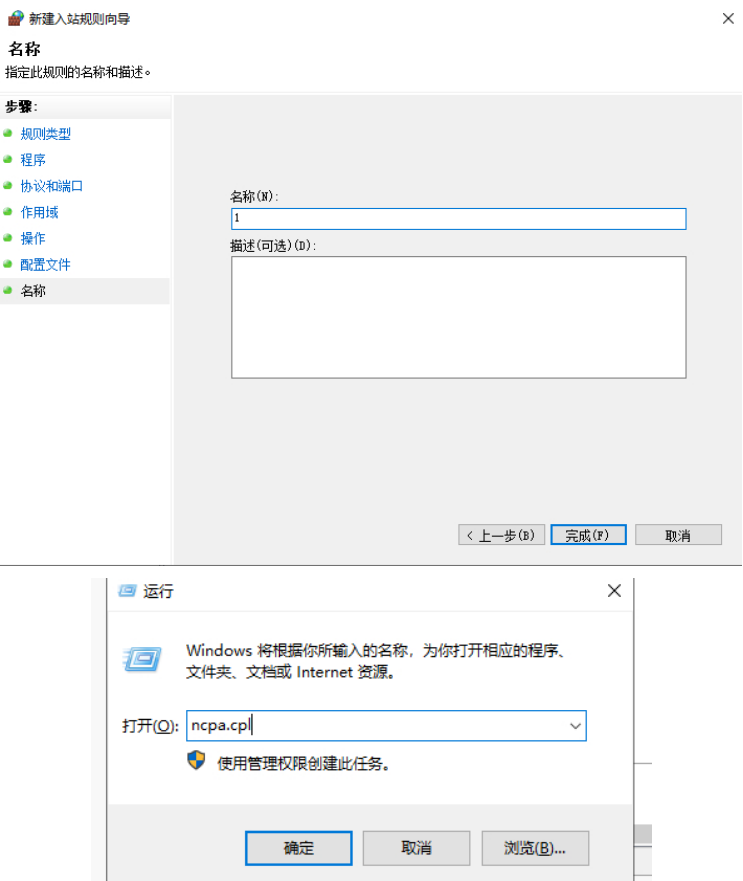 新建入站规则向导
名称
指定此规则的名称和描述。
步骤:
规则类型
程序
协议和端口
作用域
操作
配置文件
名称
名称(N):
1
描述(可选)(D):
< 上一步(B)
完成(F)
取消
运行
Windows 将根据你所输入的名称，为你打开相应的程序、
文件夹、文档或 Internet 资源。
打开(O):
ncpa.cpl
使用管理权限创建此任务。
确定
取消
浏览(B)...